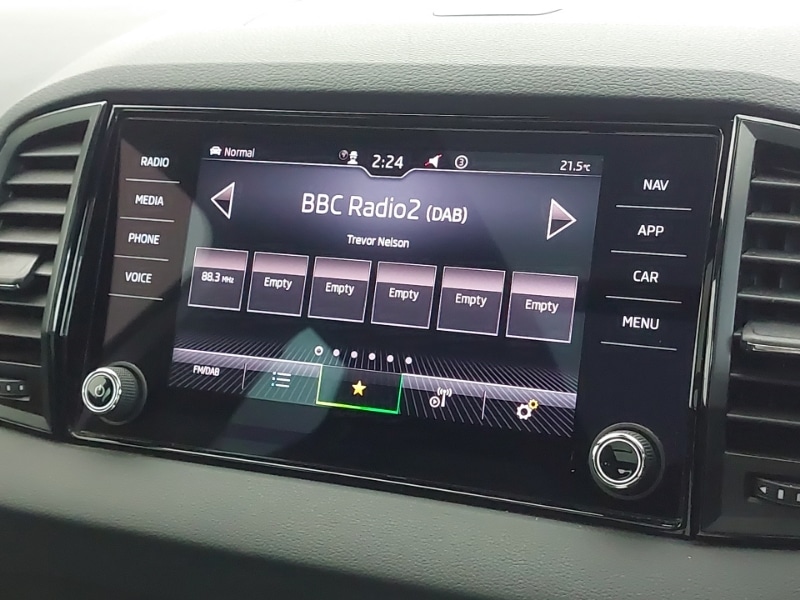 RADIO
MEDIA
PHONE
VOICE
Normal
2:24
3
21.5°C
BBC Radio2 (DAB)
Trevor Nelson
88.3 MHz
Empty
Empty
Empty
Empty
Empty
FM/DAB
NAV
APP
CAR
MENU